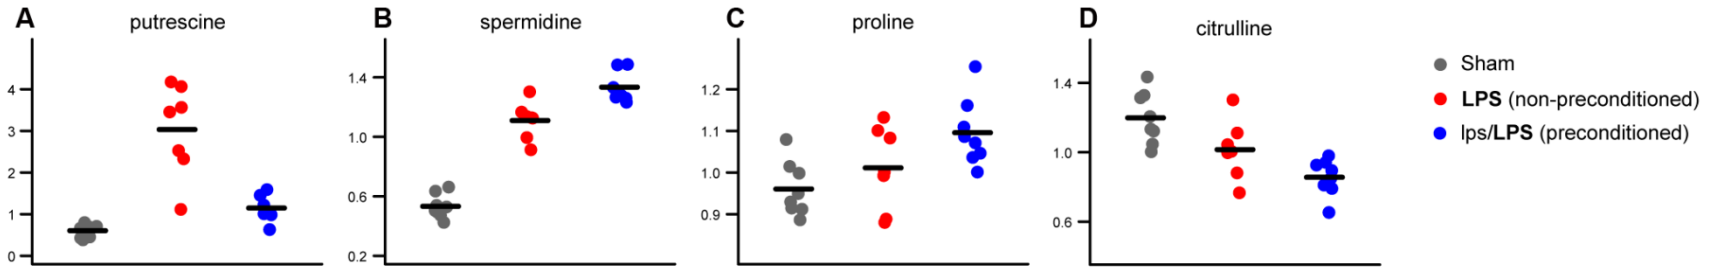 A
putrescine
4
3
2
1
0
B
spermidine
1.4
1.0
0.6
0.2
C
proline
1.2
1.1
1.0
0.9
D
citrulline
1.4
1.0
0.6
Sham
LPS (non-preconditioned)
lps/LPS (preconditioned)